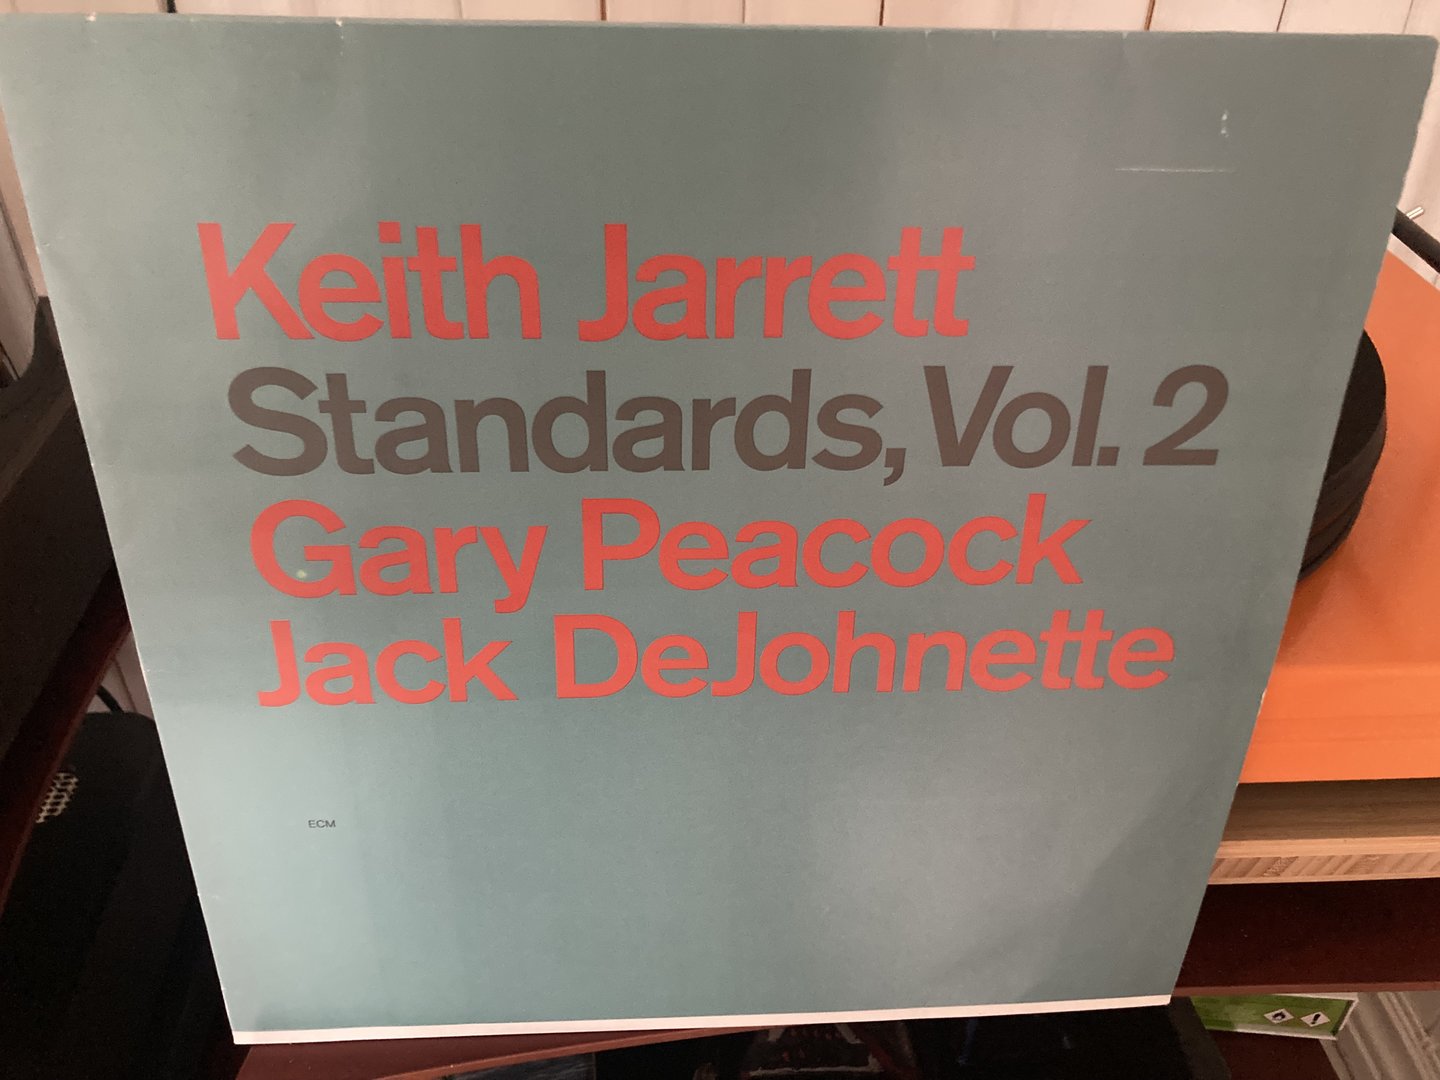 Keith Jarrett
Standards, Vol. 2
Gary Peacock
Jack DeJohnette
ECM